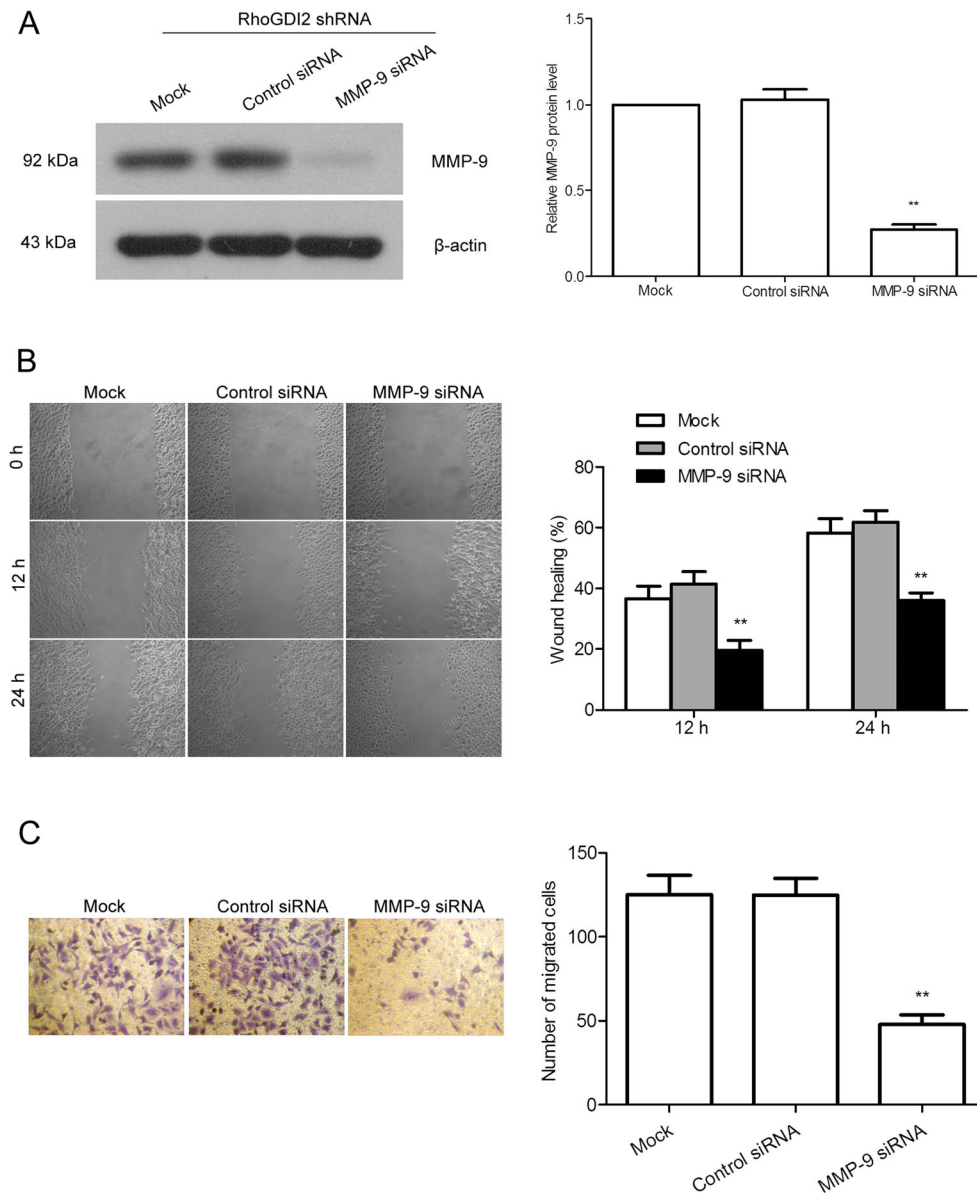 A
RhoGDI2 shRNA
Mock
Control siRNA
MMP-9 siRNA
92 kDa
MMP-9
43 kDa
β-actin
Relative MMP-9 protein level
1.5
1.0
0.5
0.0
**
Mock
Control siRNA
MMP-9 siRNA
B
Mock
Control siRNA
MMP-9 siRNA
0 h
12 h
24 h
Mock
Control siRNA
MMP-9 siRNA
Wound healing (%)
80
60
40
20
0
**
**
12 h
24 h
C
Mock
Control siRNA
MMP-9 siRNA
Number of migrated cells
150
100
50
0
**
Mock
Control siRNA
MMP-9 siRNA